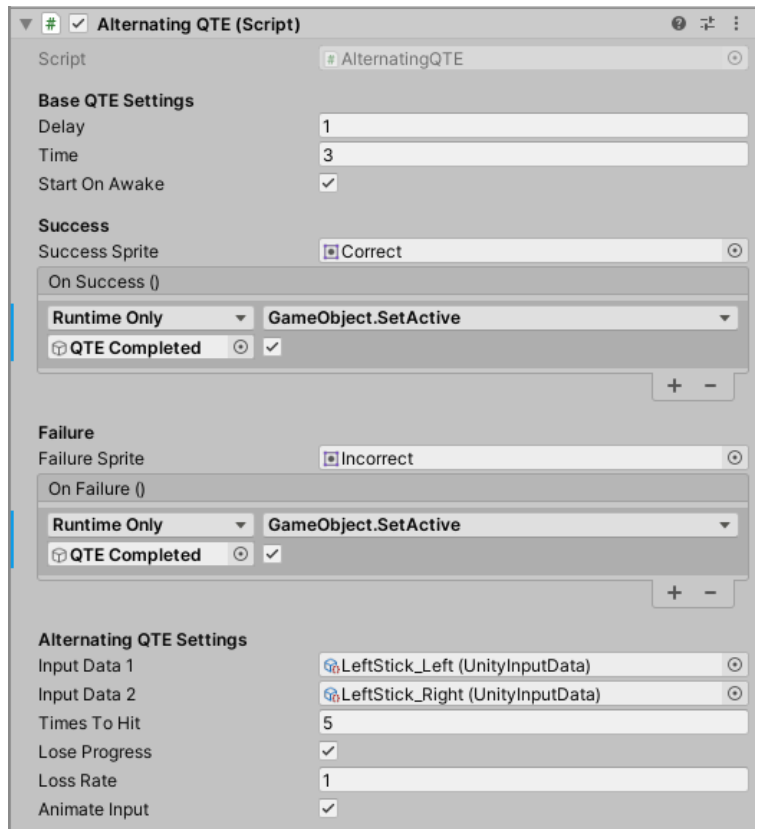 # Alternating QTE (Script)
Script # AlternatingQTE
Base QTE Settings
Delay 1
Time 3
Start On Awake
Success
Success Sprite Correct
On Success ()
Runtime Only GameObject.SetActive
QTE Completed
+ −
Failure
Failure Sprite Incorrect
On Failure ()
Runtime Only GameObject.SetActive
QTE Completed
+ −
Alternating QTE Settings
Input Data 1 LeftStick_Left (UnityInputData)
Input Data 2 LeftStick_Right (UnityInputData)
Times To Hit 5
Lose Progress
Loss Rate 1
Animate Input